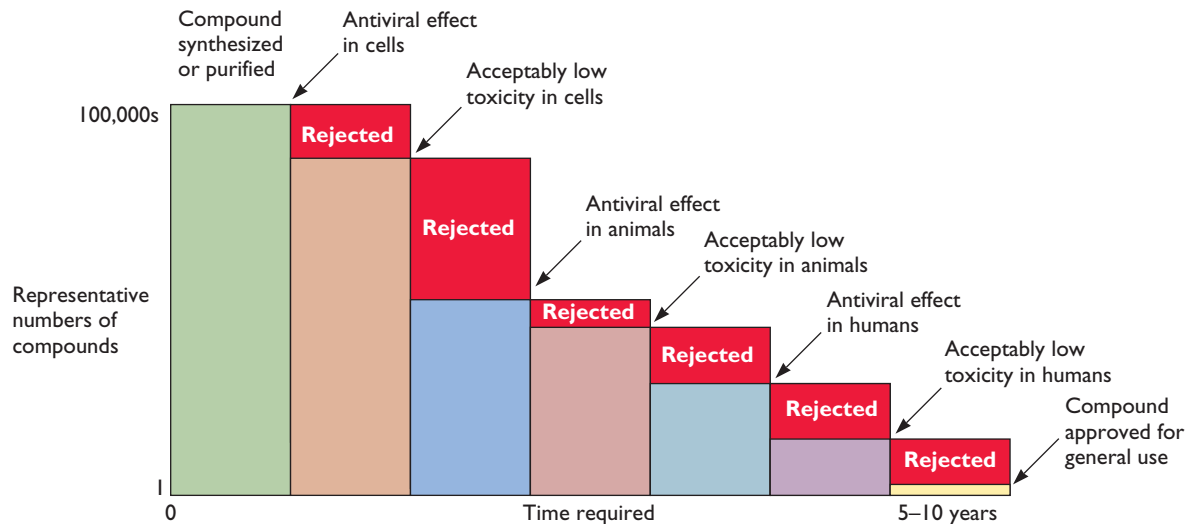 Compound
synthesized
or purified
Antiviral effect
in cells
Acceptably low
toxicity in cells
100,000s
Rejected
Rejected
Antiviral effect
in animals
Acceptably low
toxicity in animals
Representative
numbers of
compounds
Rejected
Antiviral effect
in humans
Rejected
Acceptably low
toxicity in humans
Rejected
Compound
approved for
general use
Rejected
1
0
Time required
5–10 years